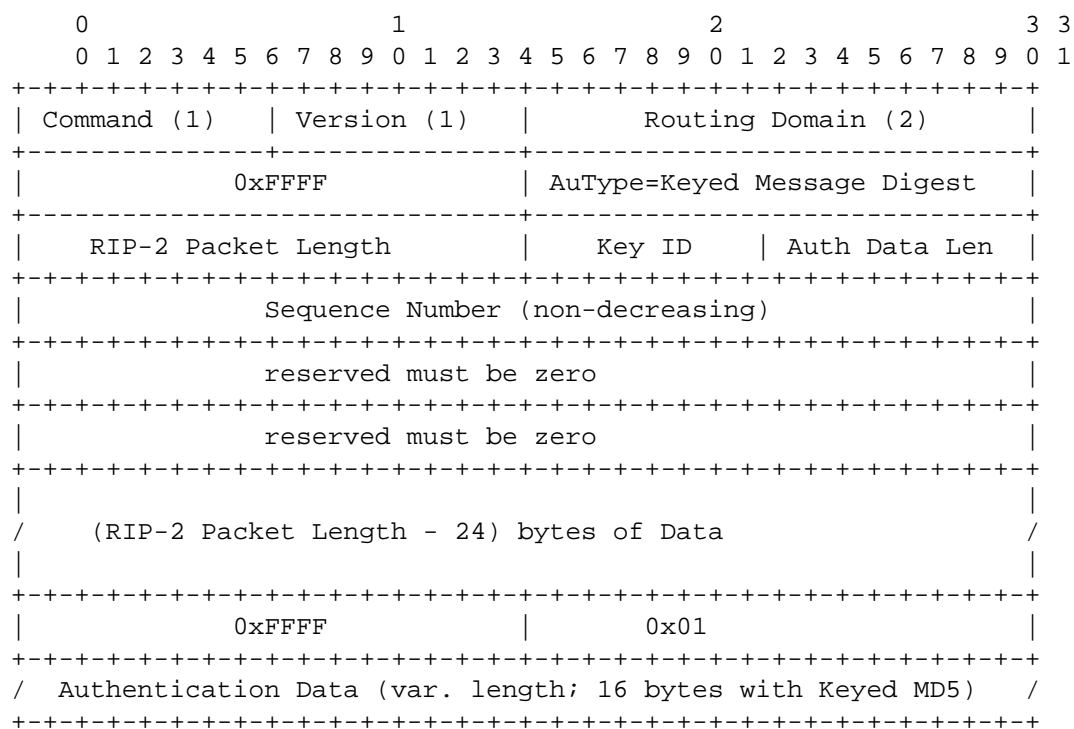 0                   1                   2                   3 3
0 1 2 3 4 5 6 7 8 9 0 1 2 3 4 5 6 7 8 9 0 1 2 3 4 5 6 7 8 9 0 1
+-+-+-+-+-+-+-+-+-+-+-+-+-+-+-+-+-+-+-+-+-+-+-+-+-+-+-+-+-+-+-+-+
| Command (1)   | Version (1)   |       Routing Domain (2)      |
+---------------+---------------+-------------------------------+
|             0xFFFF            | AuType=Keyed Message Digest   |
+-------------------------------+-------------------------------+
|    RIP-2 Packet Length        |    Key ID    | Auth Data Len  |
+-+-+-+-+-+-+-+-+-+-+-+-+-+-+-+-+-+-+-+-+-+-+-+-+-+-+-+-+-+-+-+-+
|               Sequence Number (non-decreasing)                |
+-+-+-+-+-+-+-+-+-+-+-+-+-+-+-+-+-+-+-+-+-+-+-+-+-+-+-+-+-+-+-+-+
|               reserved must be zero                           |
+-+-+-+-+-+-+-+-+-+-+-+-+-+-+-+-+-+-+-+-+-+-+-+-+-+-+-+-+-+-+-+-+
|               reserved must be zero                           |
+-+-+-+-+-+-+-+-+-+-+-+-+-+-+-+-+-+-+-+-+-+-+-+-+-+-+-+-+-+-+-+-+
|                                                               |
/    (RIP-2 Packet Length - 24) bytes of Data                   /
|                                                               |
+-+-+-+-+-+-+-+-+-+-+-+-+-+-+-+-+-+-+-+-+-+-+-+-+-+-+-+-+-+-+-+-+
|             0xFFFF            |       0x01                    |
+-+-+-+-+-+-+-+-+-+-+-+-+-+-+-+-+-+-+-+-+-+-+-+-+-+-+-+-+-+-+-+-+
/  Authentication Data (var. length; 16 bytes with Keyed MD5)   /
+-+-+-+-+-+-+-+-+-+-+-+-+-+-+-+-+-+-+-+-+-+-+-+-+-+-+-+-+-+-+-+-+